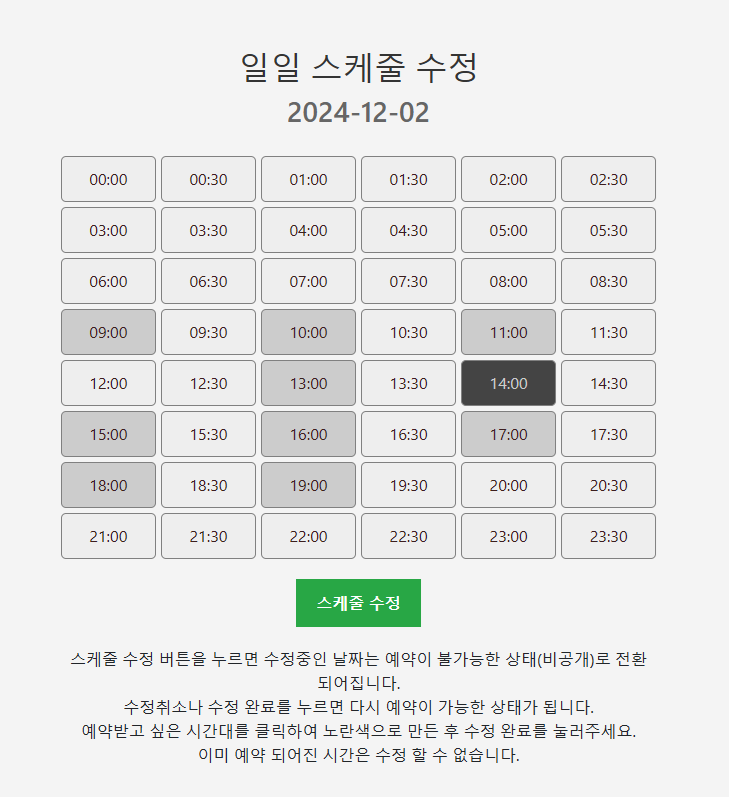 일일 스케줄 수정
2024-12-02
00:00 00:30 01:00 01:30 02:00 02:30
03:00 03:30 04:00 04:30 05:00 05:30
06:00 06:30 07:00 07:30 08:00 08:30
09:00 09:30 10:00 10:30 11:00 11:30
12:00 12:30 13:00 13:30 14:00 14:30
15:00 15:30 16:00 16:30 17:00 17:30
18:00 18:30 19:00 19:30 20:00 20:30
21:00 21:30 22:00 22:30 23:00 23:30
스케줄 수정
스케줄 수정 버튼을 누르면 수정중인 날짜는 예약이 불가능한 상태(비공개)로 전환
되어집니다.
수정취소나 수정 완료를 누르면 다시 예약이 가능한 상태가 됩니다.
예약받고 싶은 시간대를 클릭하여 노란색으로 만든 후 수정 완료를 눌러주세요.
이미 예약 되어진 시간은 수정 할 수 없습니다.